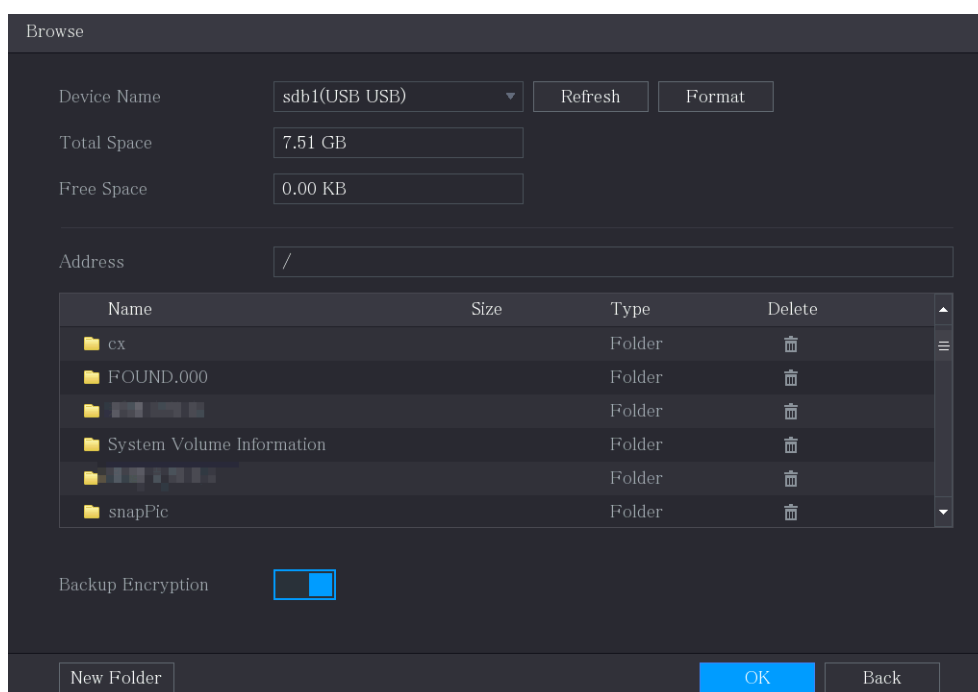 Browse
Device Name sdb1(USB USB) Refresh Format
Total Space 7.51 GB
Free Space 0.00 KB
Address /
Name Size Type Delete
cx Folder
FOUND.000 Folder
Folder
System Volume Information Folder
Folder
snapPic Folder
Backup Encryption
New Folder OK Back